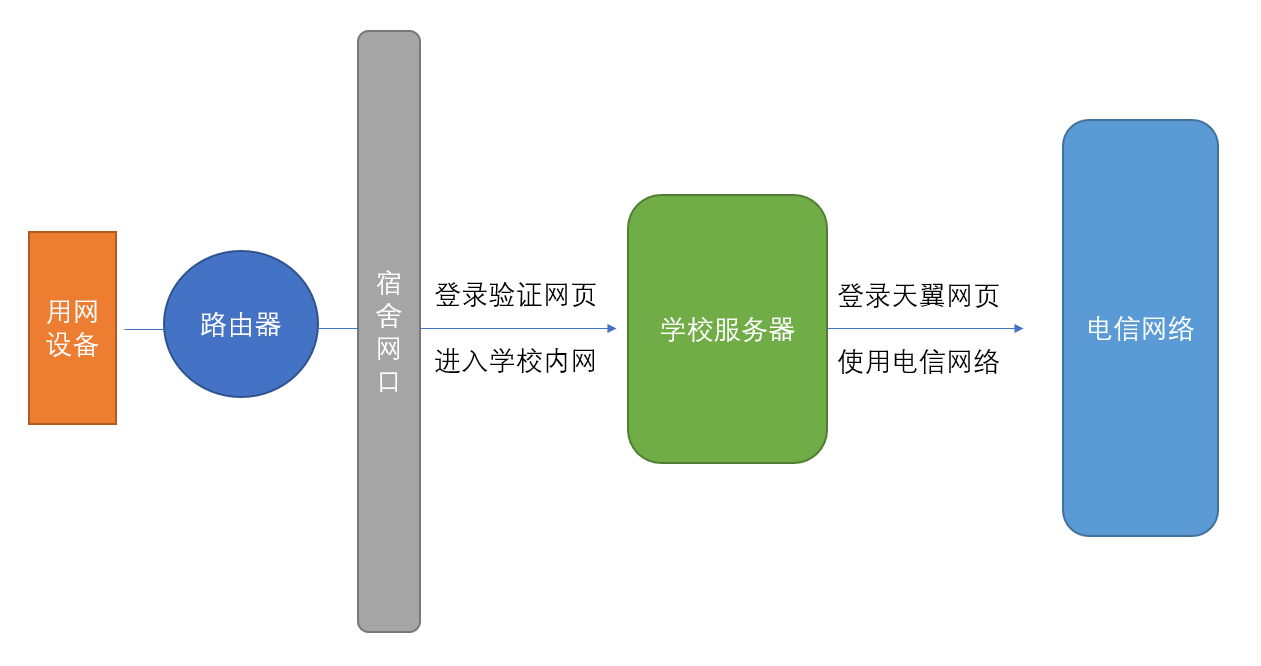 用网
设备
路由器
宿
舍
网
口
登录验证网页
进入学校内网
学校服务器
登录天翼网页
使用电信网络
电信网络